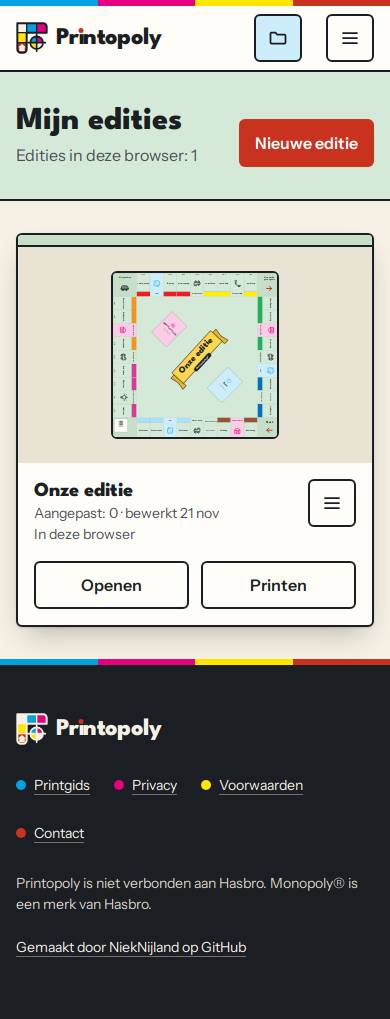 Printopoly
Mijn edities
Edities in deze browser: 1
Nieuwe editie
Onze editie
Onze editie
Aangepast: 0 · bewerkt 21 nov
In deze browser
Openen
Printen
Printopoly
Printgids
Privacy
Voorwaarden
Contact
Printopoly is niet verbonden aan Hasbro. Monopoly® is
een merk van Hasbro.
Gemaakt door NiekNijland op GitHub